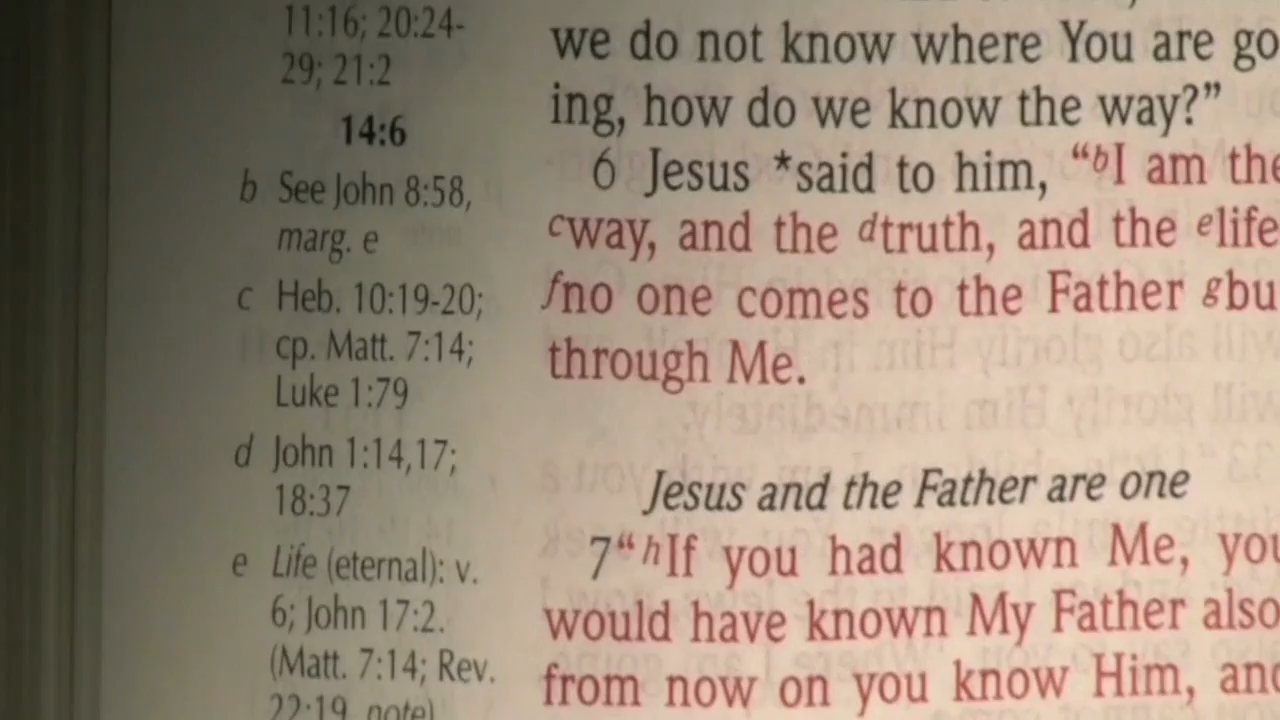 11:16; 20:24-
29; 21:2
14:6
b See John 8:58,
marg. e
c Heb. 10:19-20;
cp. Matt. 7:14;
Luke 1:79
d John 1:14,17;
18:37
e Life (eternal): v.
6; John 17:2.
(Matt. 7:14; Rev.
22:19, note)
we do not know where You are go
ing, how do we know the way?”
6 Jesus *said to him, “bI am the
cway, and the dtruth, and the elife
fno one comes to the Father gbu
through Me.
Jesus and the Father are one
7“hIf you had known Me, you
would have known My Father also
from now on you know Him, and